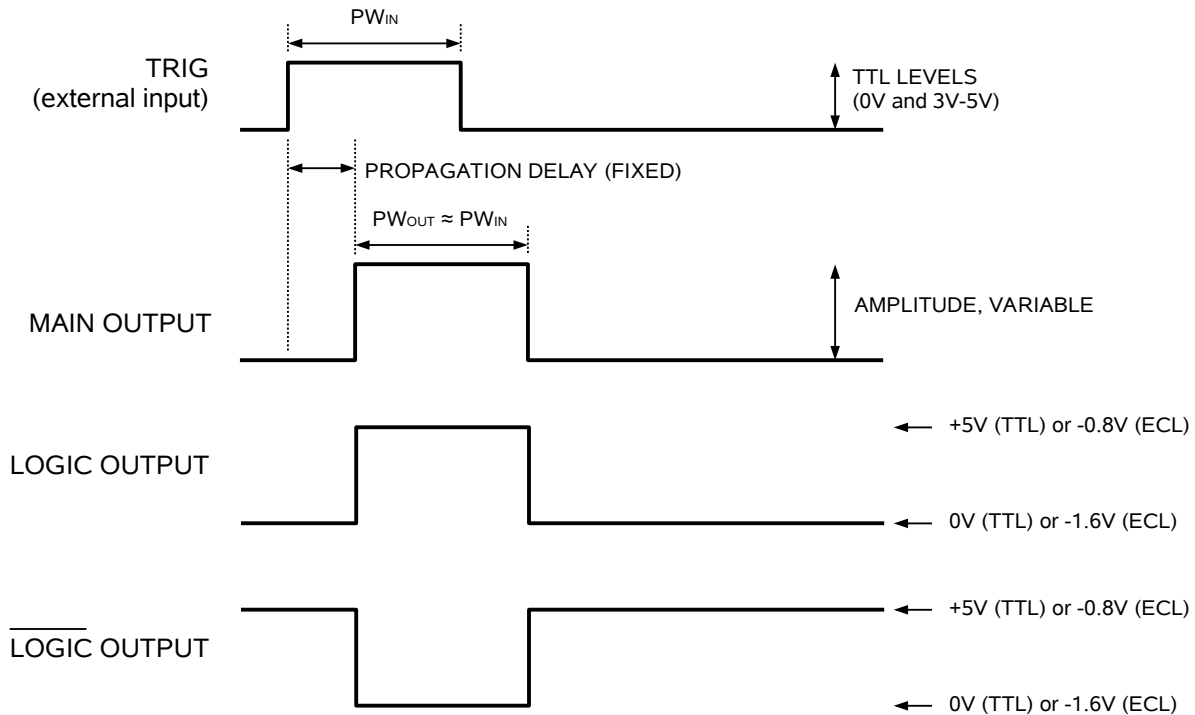 PWIN
TRIG
(external input)
TTL LEVELS
(0V and 3V-5V)
PROPAGATION DELAY (FIXED)
PWOUT ≈ PWIN
MAIN OUTPUT
AMPLITUDE, VARIABLE
LOGIC OUTPUT
+5V (TTL) or -0.8V (ECL)
0V (TTL) or -1.6V (ECL)
LOGIC OUTPUT
+5V (TTL) or -0.8V (ECL)
0V (TTL) or -1.6V (ECL)